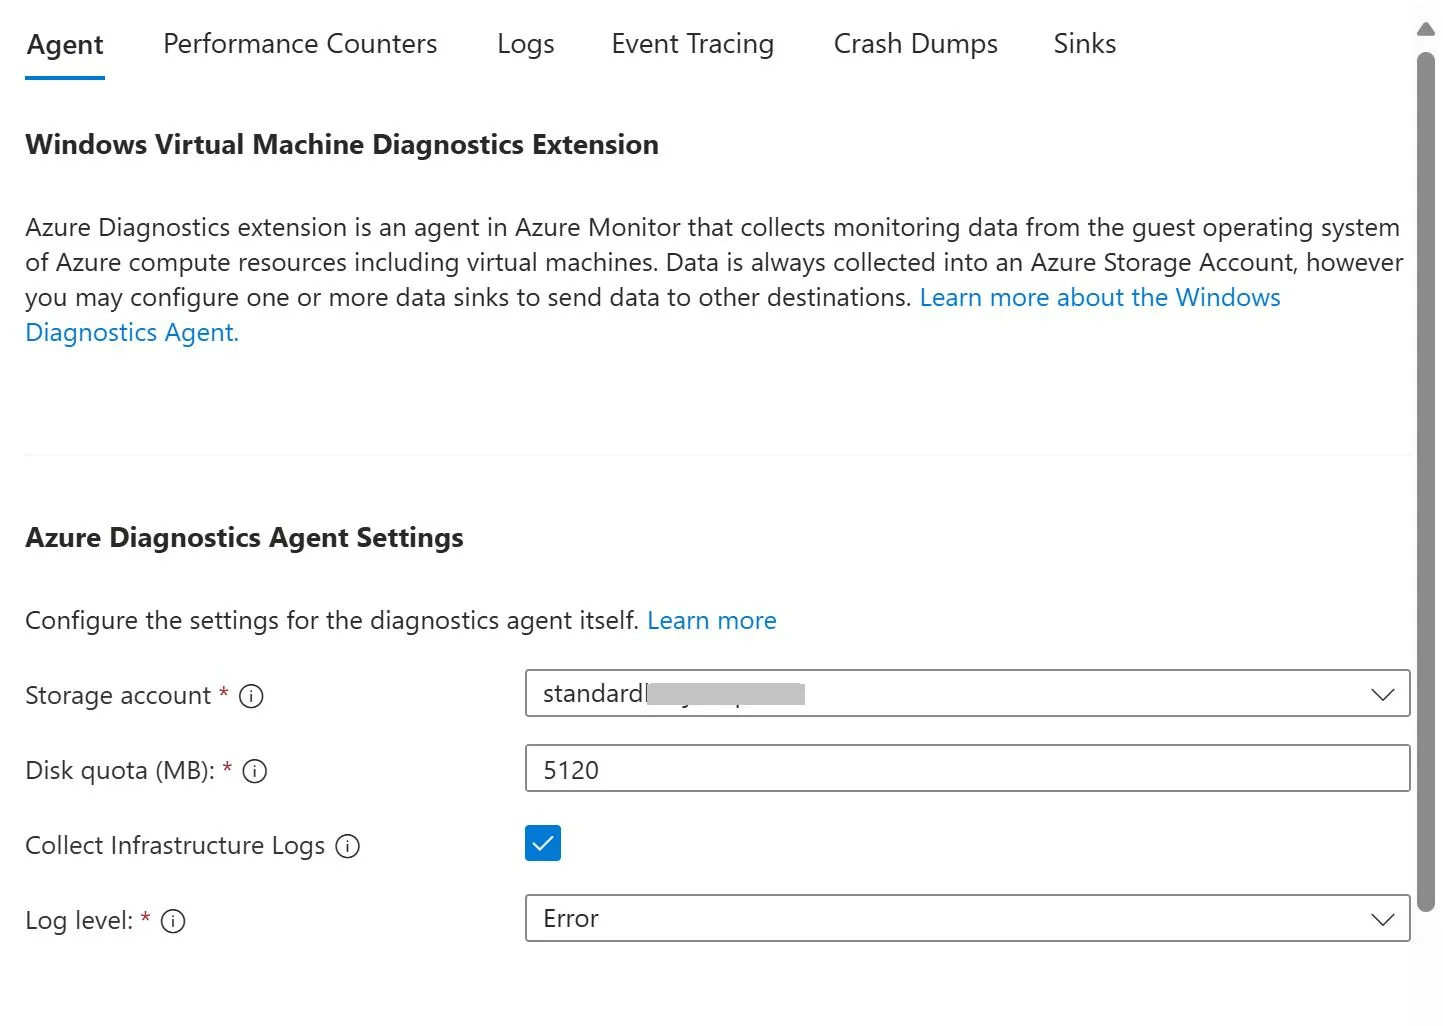 Agent Performance Counters Logs Event Tracing Crash Dumps Sinks
Windows Virtual Machine Diagnostics Extension
Azure Diagnostics extension is an agent in Azure Monitor that collects monitoring data from the guest operating system
of Azure compute resources including virtual machines. Data is always collected into an Azure Storage Account, however
you may configure one or more data sinks to send data to other destinations. Learn more about the Windows
Diagnostics Agent.
Azure Diagnostics Agent Settings
Configure the settings for the diagnostics agent itself. Learn more
Storage account *
Disk quota (MB): * 5120
Collect Infrastructure Logs
Log level: * Error